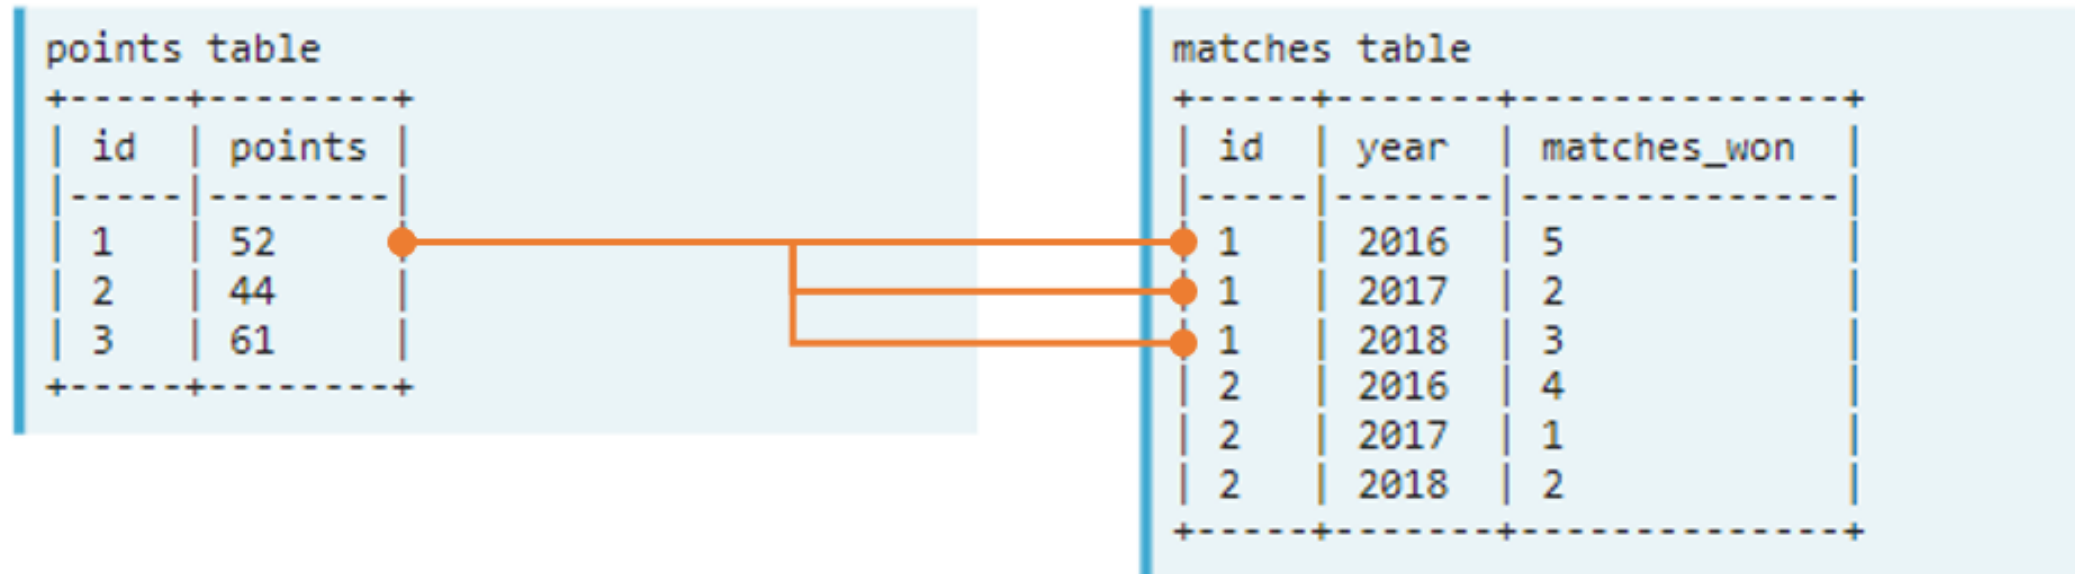 points table
+-----+--------+
| id  | points |
|-----|--------|
| 1   | 52     |
| 2   | 44     |
| 3   | 61     |
+-----+--------+
matches table
+-----+-------+--------------+
| id  | year  | matches_won  |
|-----|-------|--------------|
| 1   | 2016  | 5            |
| 1   | 2017  | 2            |
| 1   | 2018  | 3            |
| 2   | 2016  | 4            |
| 2   | 2017  | 1            |
| 2   | 2018  | 2            |
+-----+-------+--------------+